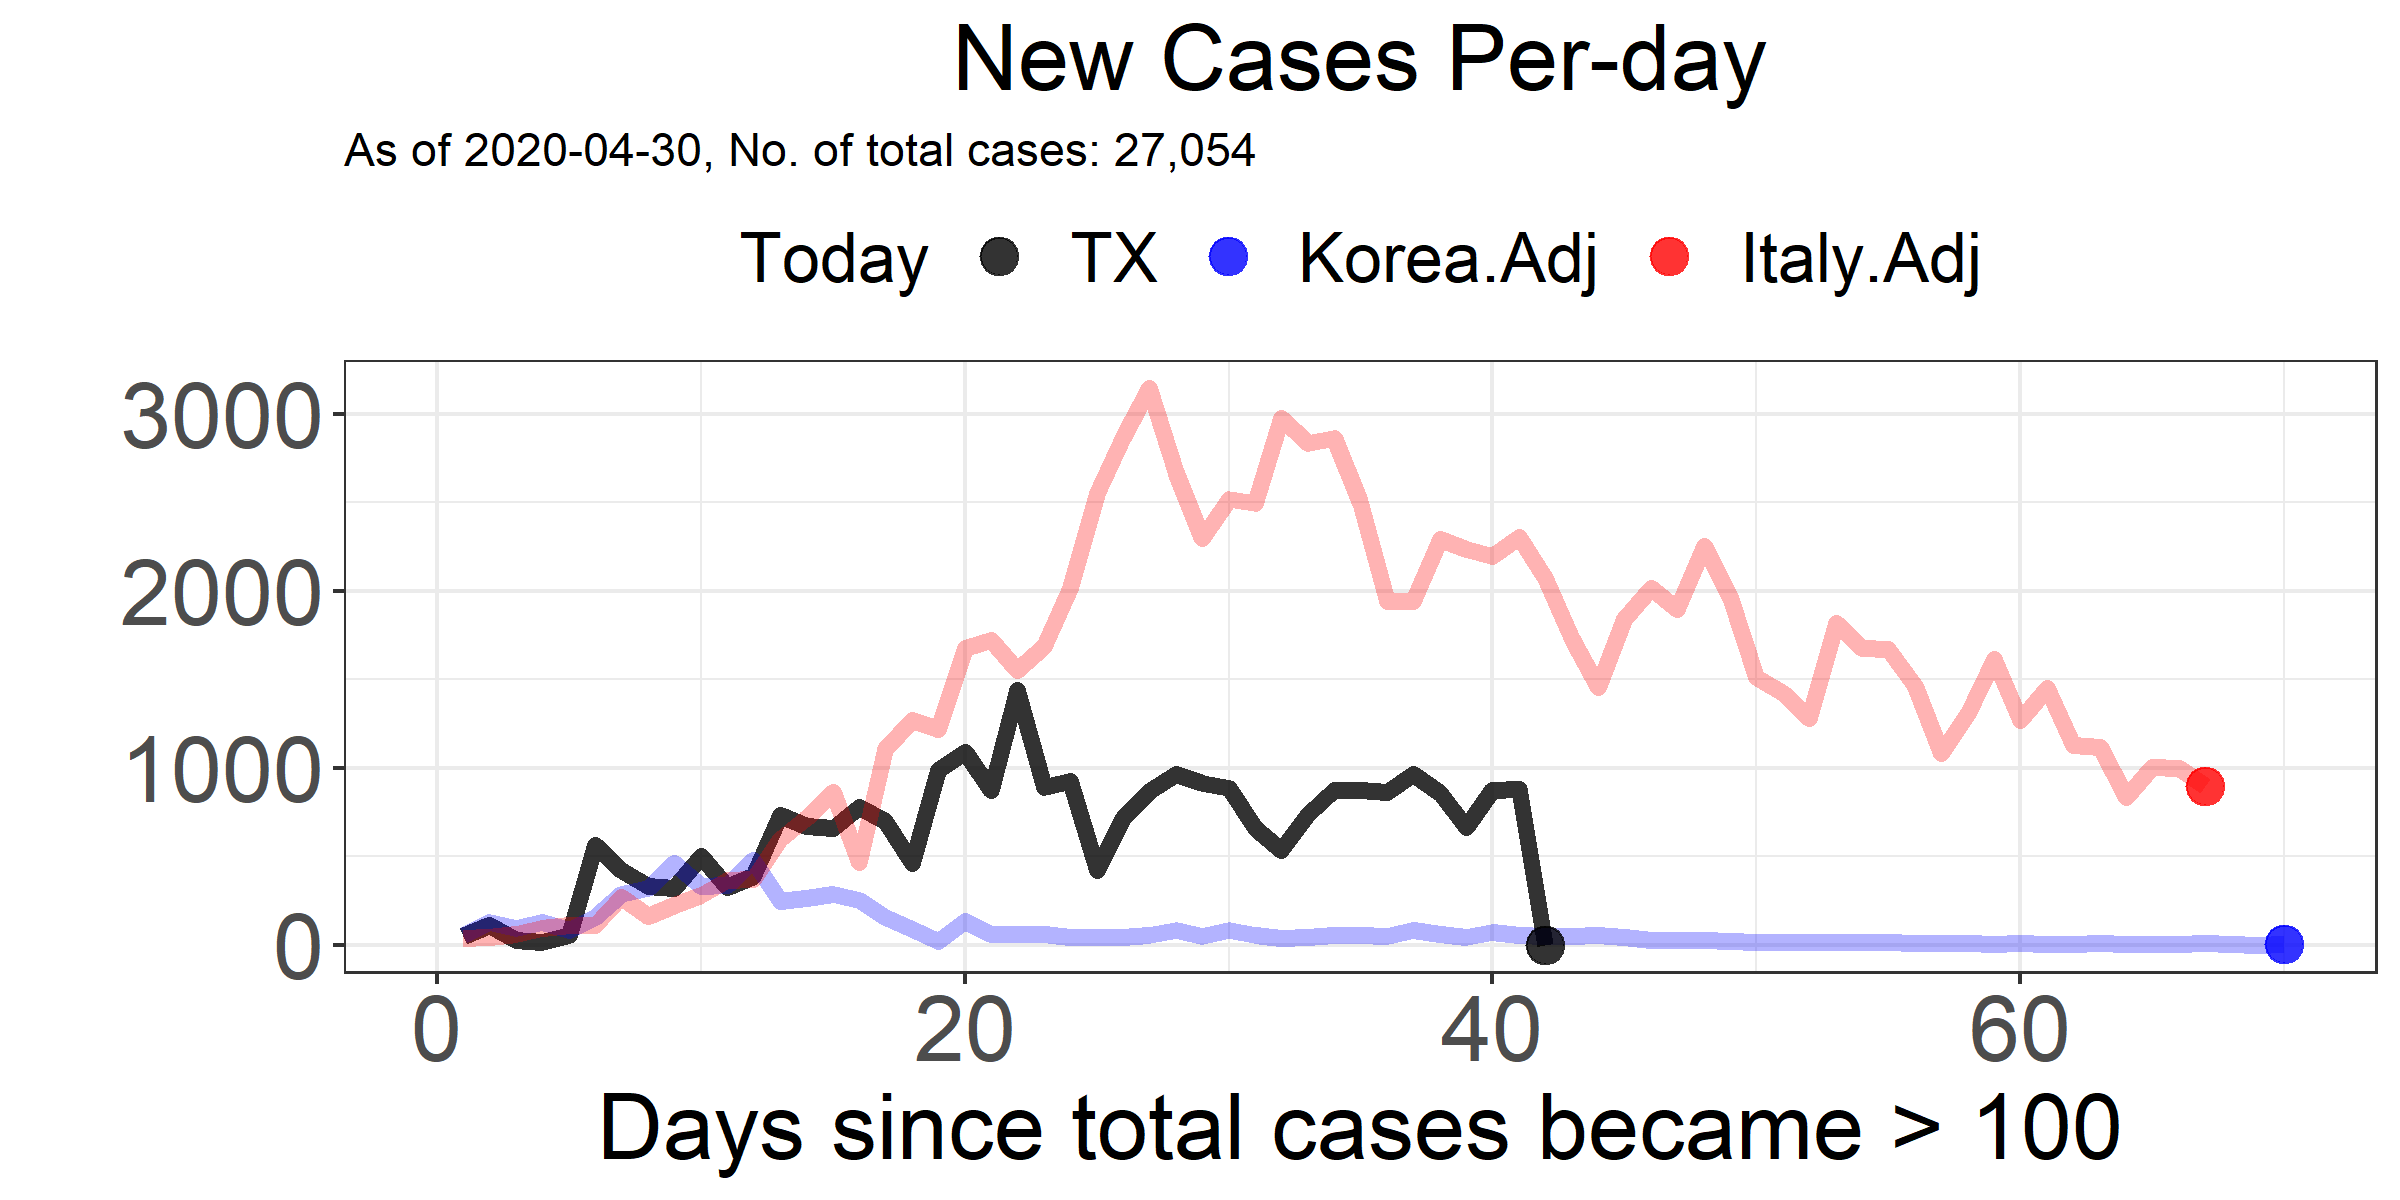 New Cases Per-day
As of 2020-04-30, No. of total cases: 27,054
Today TX Korea.Adj Italy.Adj
3000
2000
1000
0
0 20 40 60
Days since total cases became > 100